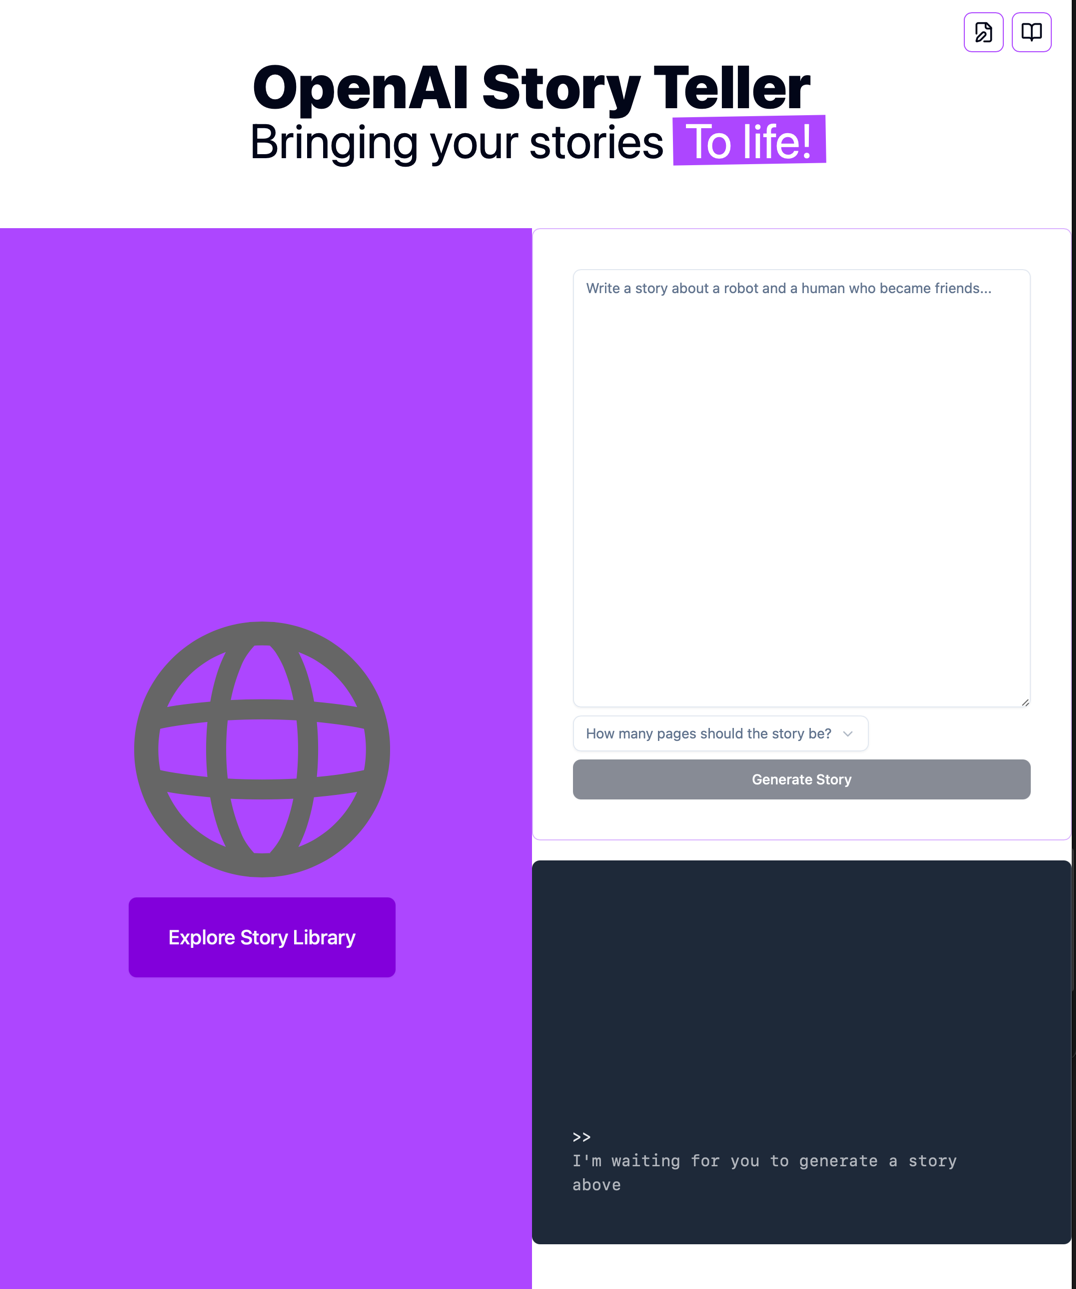 OpenAI Story Teller
Bringing your stories To life!
Write a story about a robot and a human who became friends...
How many pages should the story be?
Generate Story
Explore Story Library
>>
I'm waiting for you to generate a story
above